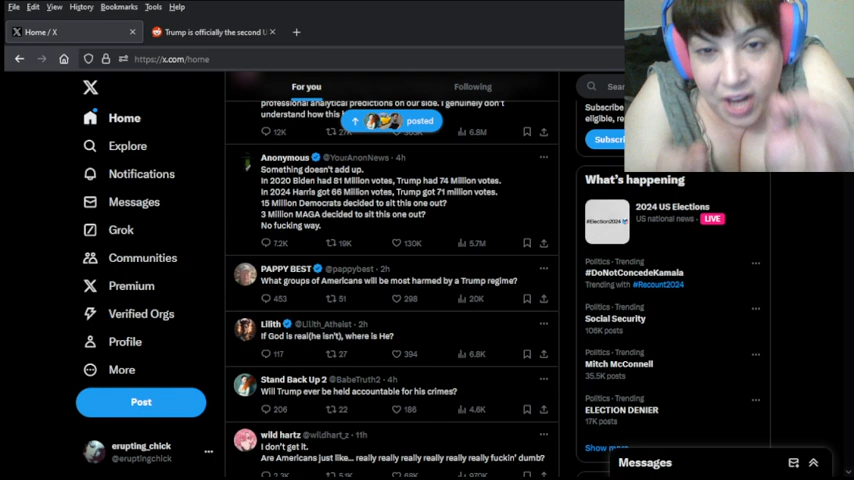 File Edit View History Bookmarks Tools Help
Home / X
Trump is officially the second U
https://x.com/home
Home
Explore
Notifications
Messages
Grok
Communities
Premium
Verified Orgs
Profile
More
Post
erupting_chick
@eruptingchick
For you
Following
professional analytical predictions on our side. I genuinely don't
understand how this
posted
12K
6.8M
Anonymous @YourAnonNews · 4h
Something doesn't add up.
In 2020 Biden had 81 Million votes, Trump had 74 Million votes.
In 2024 Harris got 66 Million votes, Trump got 71 million votes.
15 Million Democrats decided to sit this one out?
3 Million MAGA decided to sit this one out?
No fucking way.
7.2K 19K 130K 5.7M
PAPPY BEST @pappybest · 2h
What groups of Americans will be most harmed by a Trump regime?
453 51 298 20K
Lilith @Lilith_Atheist · 2h
If God is real(he isn't), where is He?
117 27 394 6.8K
Stand Back Up 2 @BabeTruth2 · 4h
Will Trump ever be held accountable for his crimes?
206 22 186 4.6K
wild hartz @wildhartz_z · 11h
I don't get it.
Are Americans just like... really really really really really really fuckin' dumb?
Subscribe
eligible, re
Subscri
What's happening
2024 US Elections
US national news · LIVE
Politics · Trending
#DoNotConcedeKamala
Trending with #Recount2024
Politics · Trending
Social Security
106K posts
Politics · Trending
Mitch McConnell
35.5K posts
Politics · Trending
ELECTION DENIER
17K posts
Show more
Messages